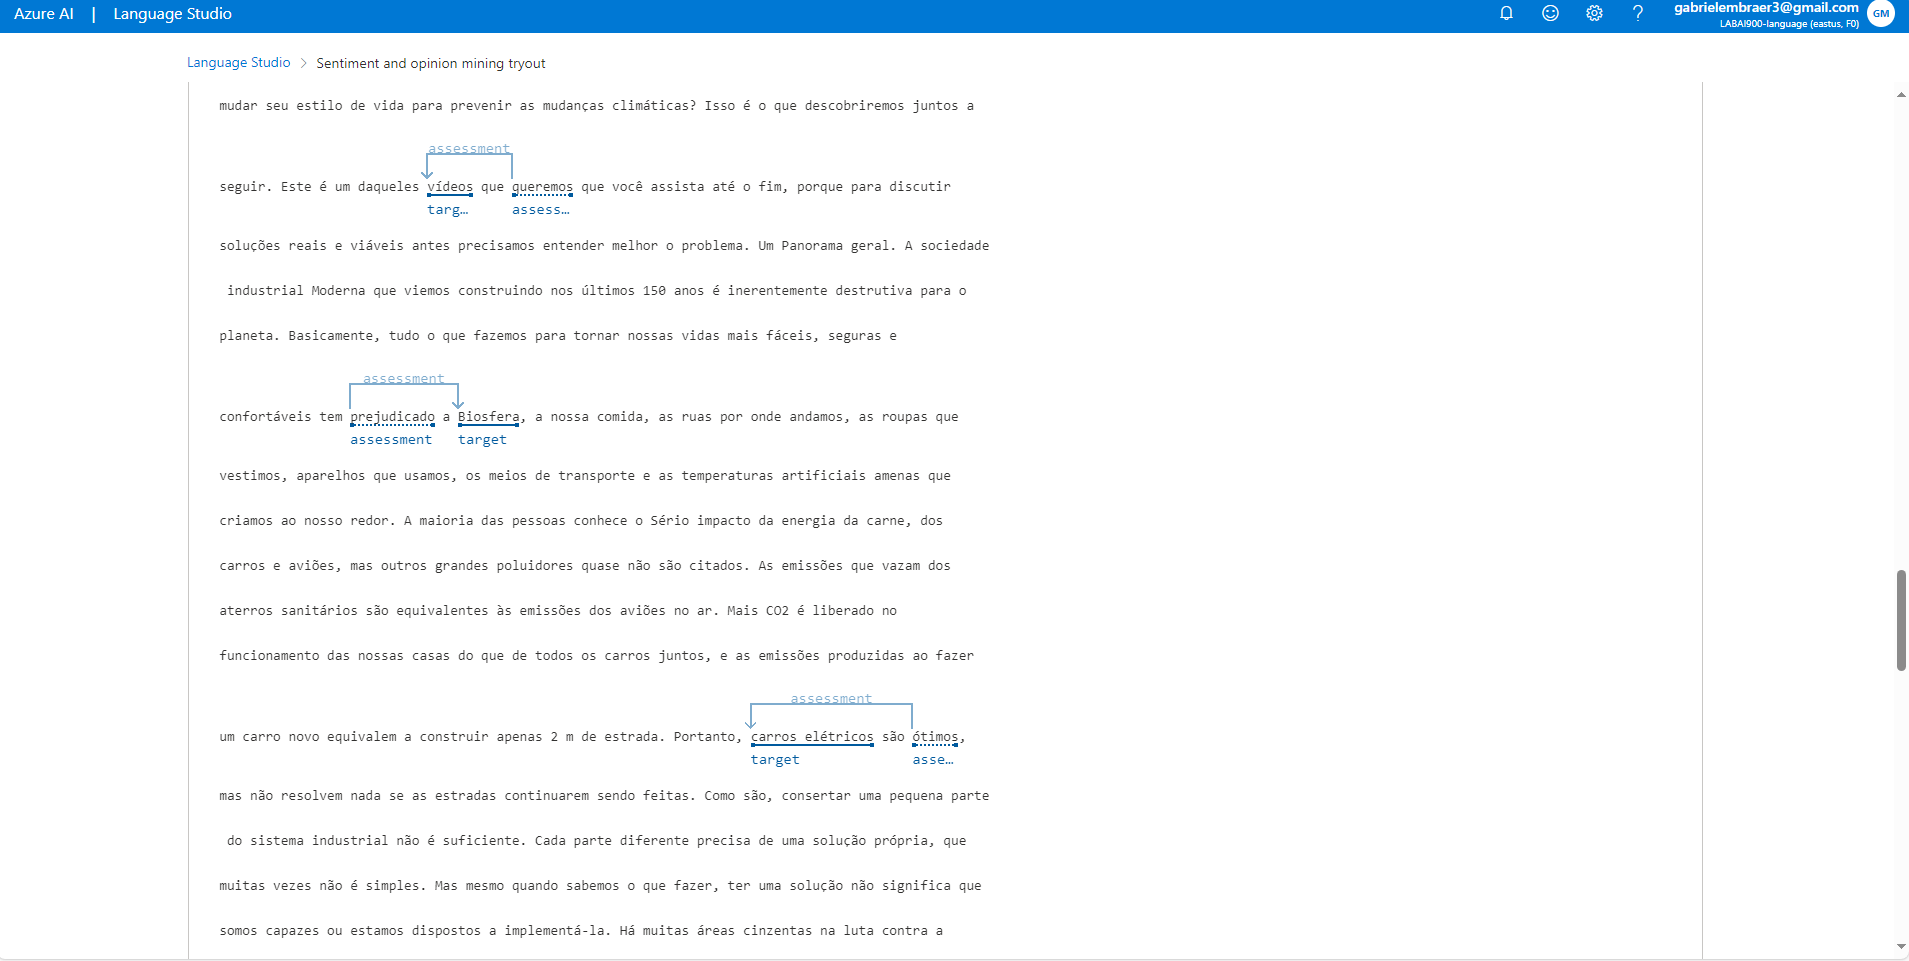 Azure AI | Language Studio
gabrielembraer3@gmail.com
LABAI900-language (eastus, F0)
GM
Language Studio > Sentiment and opinion mining tryout
mudar seu estilo de vida para prevenir as mudanças climáticas? Isso é o que descobriremos juntos a
assessment
seguir. Este é um daqueles vídeos que queremos que você assista até o fim, porque para discutir
targ… assess…
soluções reais e viáveis antes precisamos entender melhor o problema. Um Panorama geral. A sociedade
industrial Moderna que viemos construindo nos últimos 150 anos é inerentemente destrutiva para o
planeta. Basicamente, tudo o que fazemos para tornar nossas vidas mais fáceis, seguras e
assessment
confortáveis tem prejudicado a Biosfera, a nossa comida, as ruas por onde andamos, as roupas que
assessment target
vestimos, aparelhos que usamos, os meios de transporte e as temperaturas artificiais amenas que
criamos ao nosso redor. A maioria das pessoas conhece o Sério impacto da energia da carne, dos
carros e aviões, mas outros grandes poluidores quase não são citados. As emissões que vazam dos
aterros sanitários são equivalentes às emissões dos aviões no ar. Mais CO2 é liberado no
funcionamento das nossas casas do que de todos os carros juntos, e as emissões produzidas ao fazer
assessment
um carro novo equivalem a construir apenas 2 m de estrada. Portanto, carros elétricos são ótimos,
target asse…
mas não resolvem nada se as estradas continuarem sendo feitas. Como são, consertar uma pequena parte
do sistema industrial não é suficiente. Cada parte diferente precisa de uma solução própria, que
muitas vezes não é simples. Mas mesmo quando sabemos o que fazer, ter uma solução não significa que
somos capazes ou estamos dispostos a implementá-la. Há muitas áreas cinzentas na luta contra a